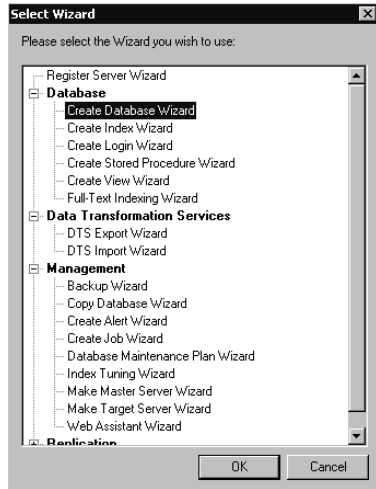 Select Wizard
Please select the Wizard you wish to use:
Register Server Wizard
Database
Create Database Wizard
Create Index Wizard
Create Login Wizard
Create Stored Procedure Wizard
Create View Wizard
Full-Text Indexing Wizard
Data Transformation Services
DTS Export Wizard
DTS Import Wizard
Management
Backup Wizard
Copy Database Wizard
Create Alert Wizard
Create Job Wizard
Database Maintenance Plan Wizard
Index Tuning Wizard
Make Master Server Wizard
Make Target Server Wizard
Web Assistant Wizard
Replication
OK Cancel